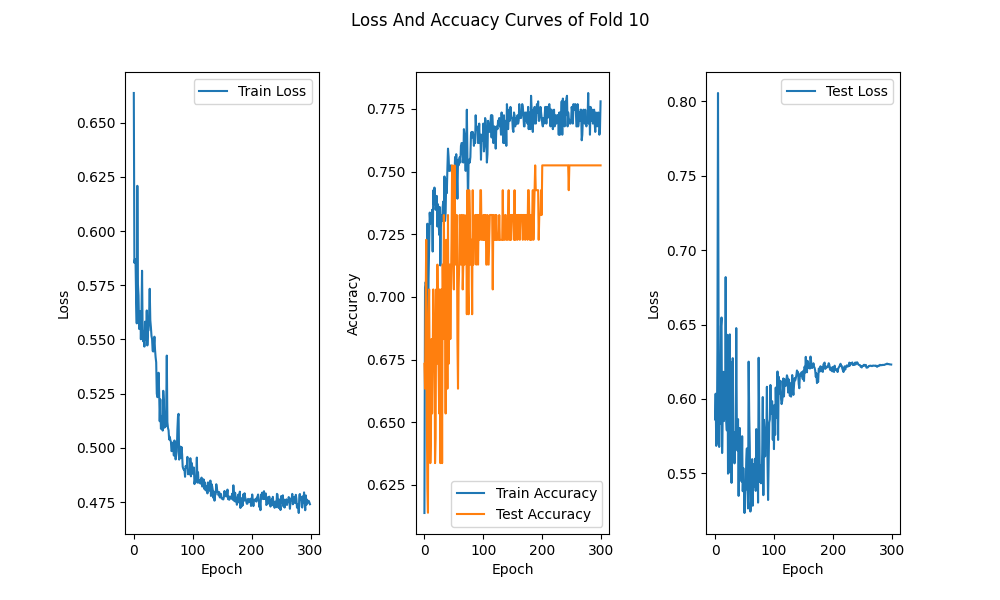 Loss And Accuacy Curves of Fold 10
Train Loss
0.650
0.625
0.600
0.575
0.550
0.525
0.500
0.475
Loss
0 100 200 300
Epoch
0.775
0.750
0.725
0.700
0.675
0.650
0.625
Accuracy
Train Accuracy
Test Accuracy
0 100 200 300
Epoch
Test Loss
0.80
0.75
0.70
0.65
0.60
0.55
Loss
0 100 200 300
Epoch